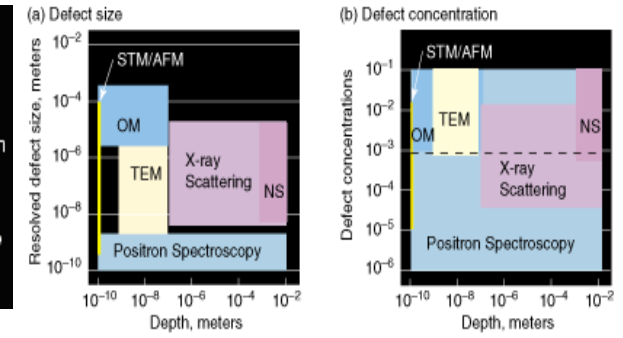 (a) Defect size
Resolved defect size, meters
10⁻²
10⁻⁴
10⁻⁶
10⁻⁸
10⁻¹⁰
STM/AFM
OM
TEM
X-ray
Scattering
NS
Positron Spectroscopy
10⁻¹⁰ 10⁻⁸ 10⁻⁶ 10⁻⁴ 10⁻²
Depth, meters
(b) Defect concentration
Defect concentrations
10⁻¹
10⁻²
10⁻³
10⁻⁴
10⁻⁵
10⁻⁶
STM/AFM
OM
TEM
NS
X-ray
Scattering
Positron Spectroscopy
10⁻¹⁰ 10⁻⁸ 10⁻⁶ 10⁻⁴ 10⁻²
Depth, meters